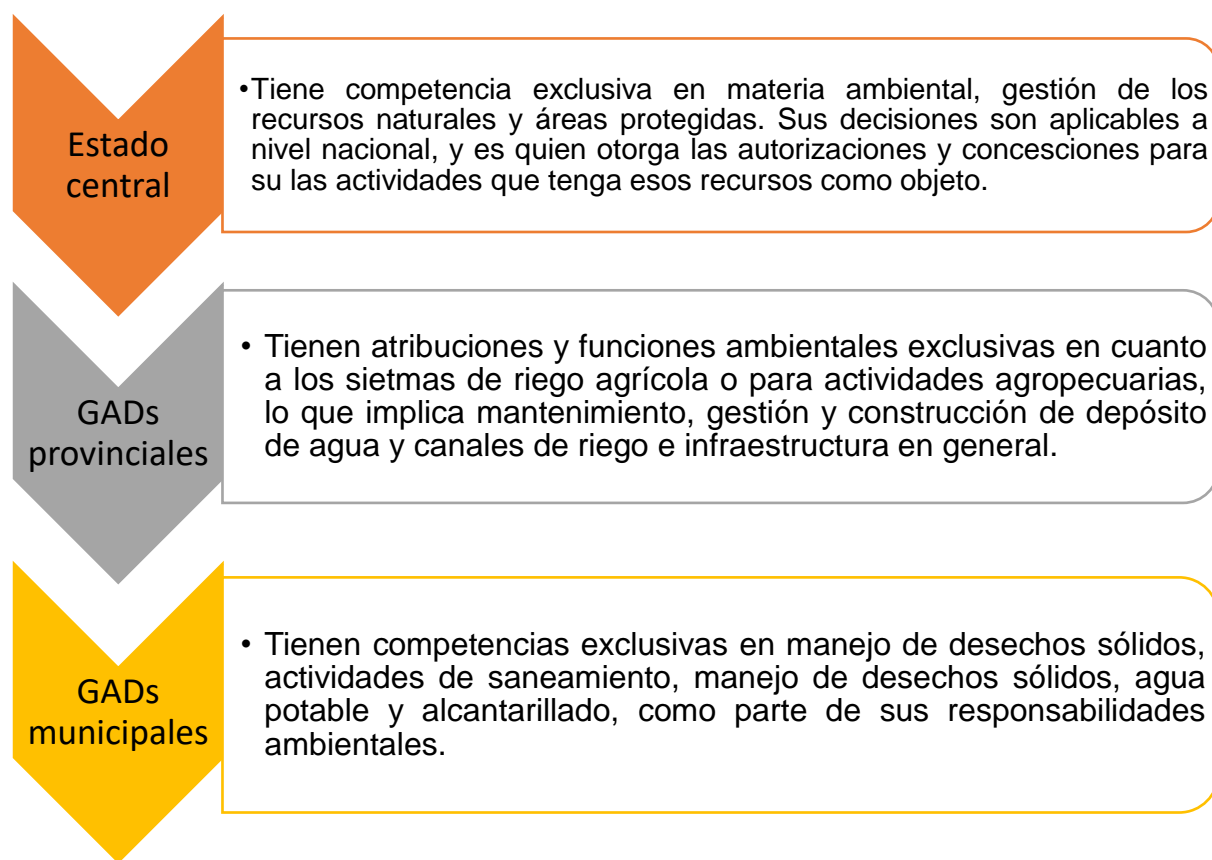 Estado
central
•Tiene competencia exclusiva en materia ambiental, gestión de los
recursos naturales y áreas protegidas. Sus decisiones son aplicables a
nivel nacional, y es quien otorga las autorizaciones y concesciones para
su las actividades que tenga esos recursos como objeto.
GADs
provinciales
• Tienen atribuciones y funciones ambientales exclusivas en cuanto
a los sietmas de riego agrícola o para actividades agropecuarias,
lo que implica mantenimiento, gestión y construcción de depósito
de agua y canales de riego e infraestructura en general.
GADs
municipales
• Tienen competencias exclusivas en manejo de desechos sólidos,
actividades de saneamiento, manejo de desechos sólidos, agua
potable y alcantarillado, como parte de sus responsabilidades
ambientales.